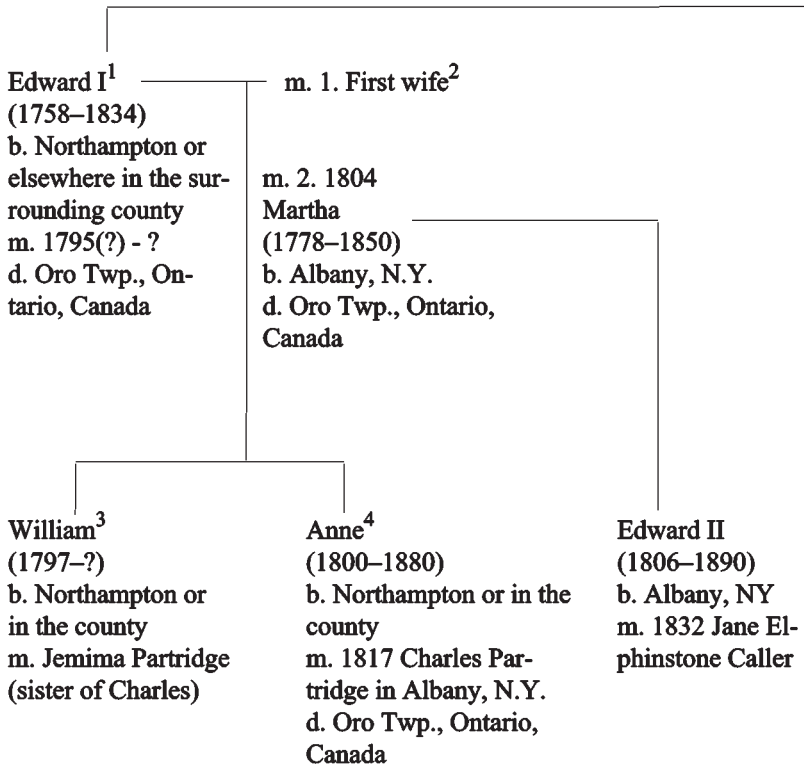 Edward I¹
(1758–1834)
b. Northampton or
elsewhere in the sur-
rounding county
m. 1795(?) - ?
d. Oro Twp., On-
tario, Canada
m. 1. First wife²
m. 2. 1804
Martha
(1778–1850)
b. Albany, N.Y.
d. Oro Twp., Ontario,
Canada
William³
(1797–?)
b. Northampton or
in the county
m. Jemima Partridge
(sister of Charles)
Anne⁴
(1800–1880)
b. Northampton or in the
county
m. 1817 Charles Par-
tridge in Albany, N.Y.
d. Oro Twp., Ontario,
Canada
Edward II
(1806–1890)
b. Albany, NY
m. 1832 Jane El-
phinstone Caller